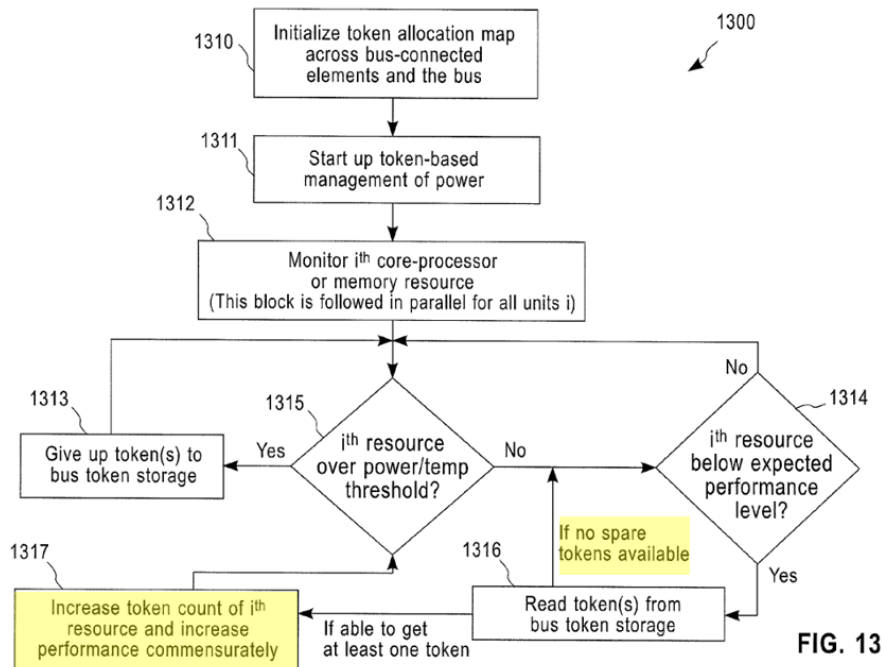 1310
Initialize token allocation map
across bus-connected
elements and the bus
1300
1311
Start up token-based
management of power
1312
Monitor ith core-processor
or memory resource
(This block is followed in parallel for all units i)
1313
Give up token(s) to
bus token storage
Yes
1315
ith resource
over power/temp
threshold?
No
No
1314
ith resource
below expected
performance
level?
Yes
If no spare
tokens available
1316
Read token(s) from
bus token storage
If able to get
at least one token
1317
Increase token count of ith
resource and increase
performance commensurately
FIG. 13